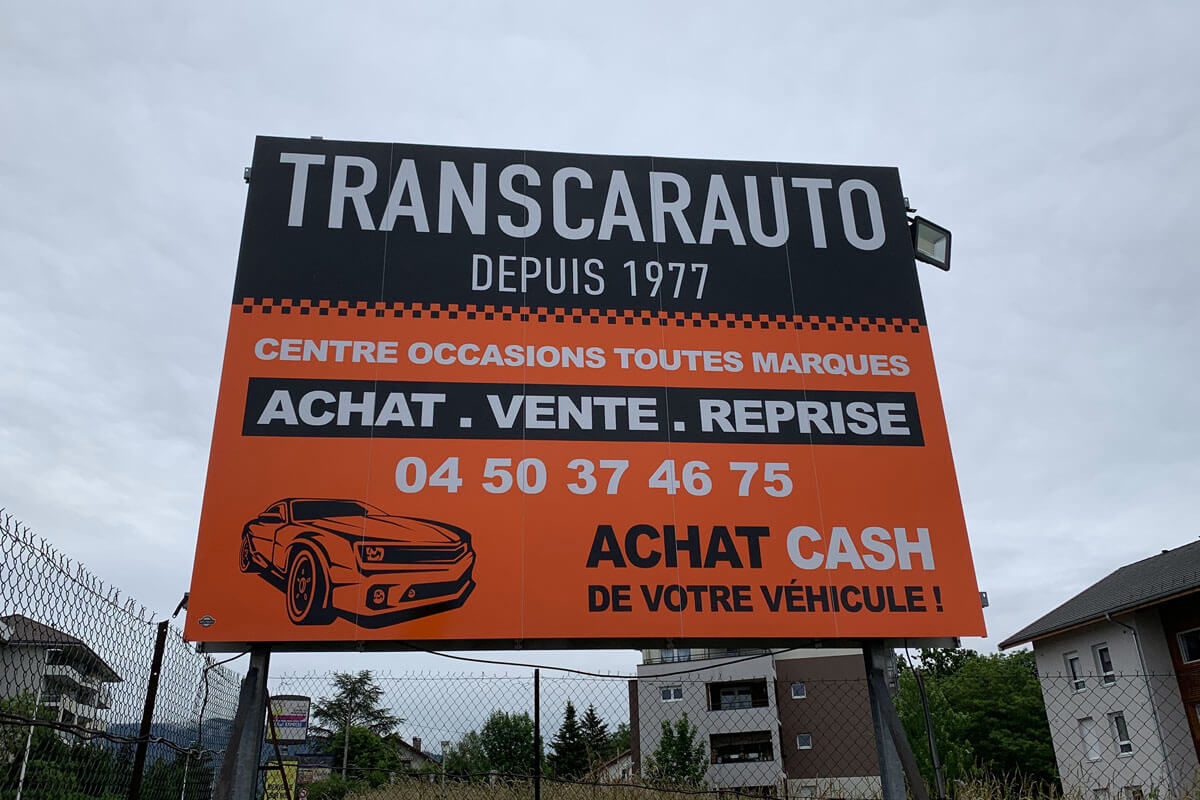 TRANSCARAUTO
DEPUIS 1977
CENTRE OCCASIONS TOUTES MARQUES
ACHAT . VENTE . REPRISE
04 50 37 46 75
ACHAT CASH
DE VOTRE VÉHICULE !